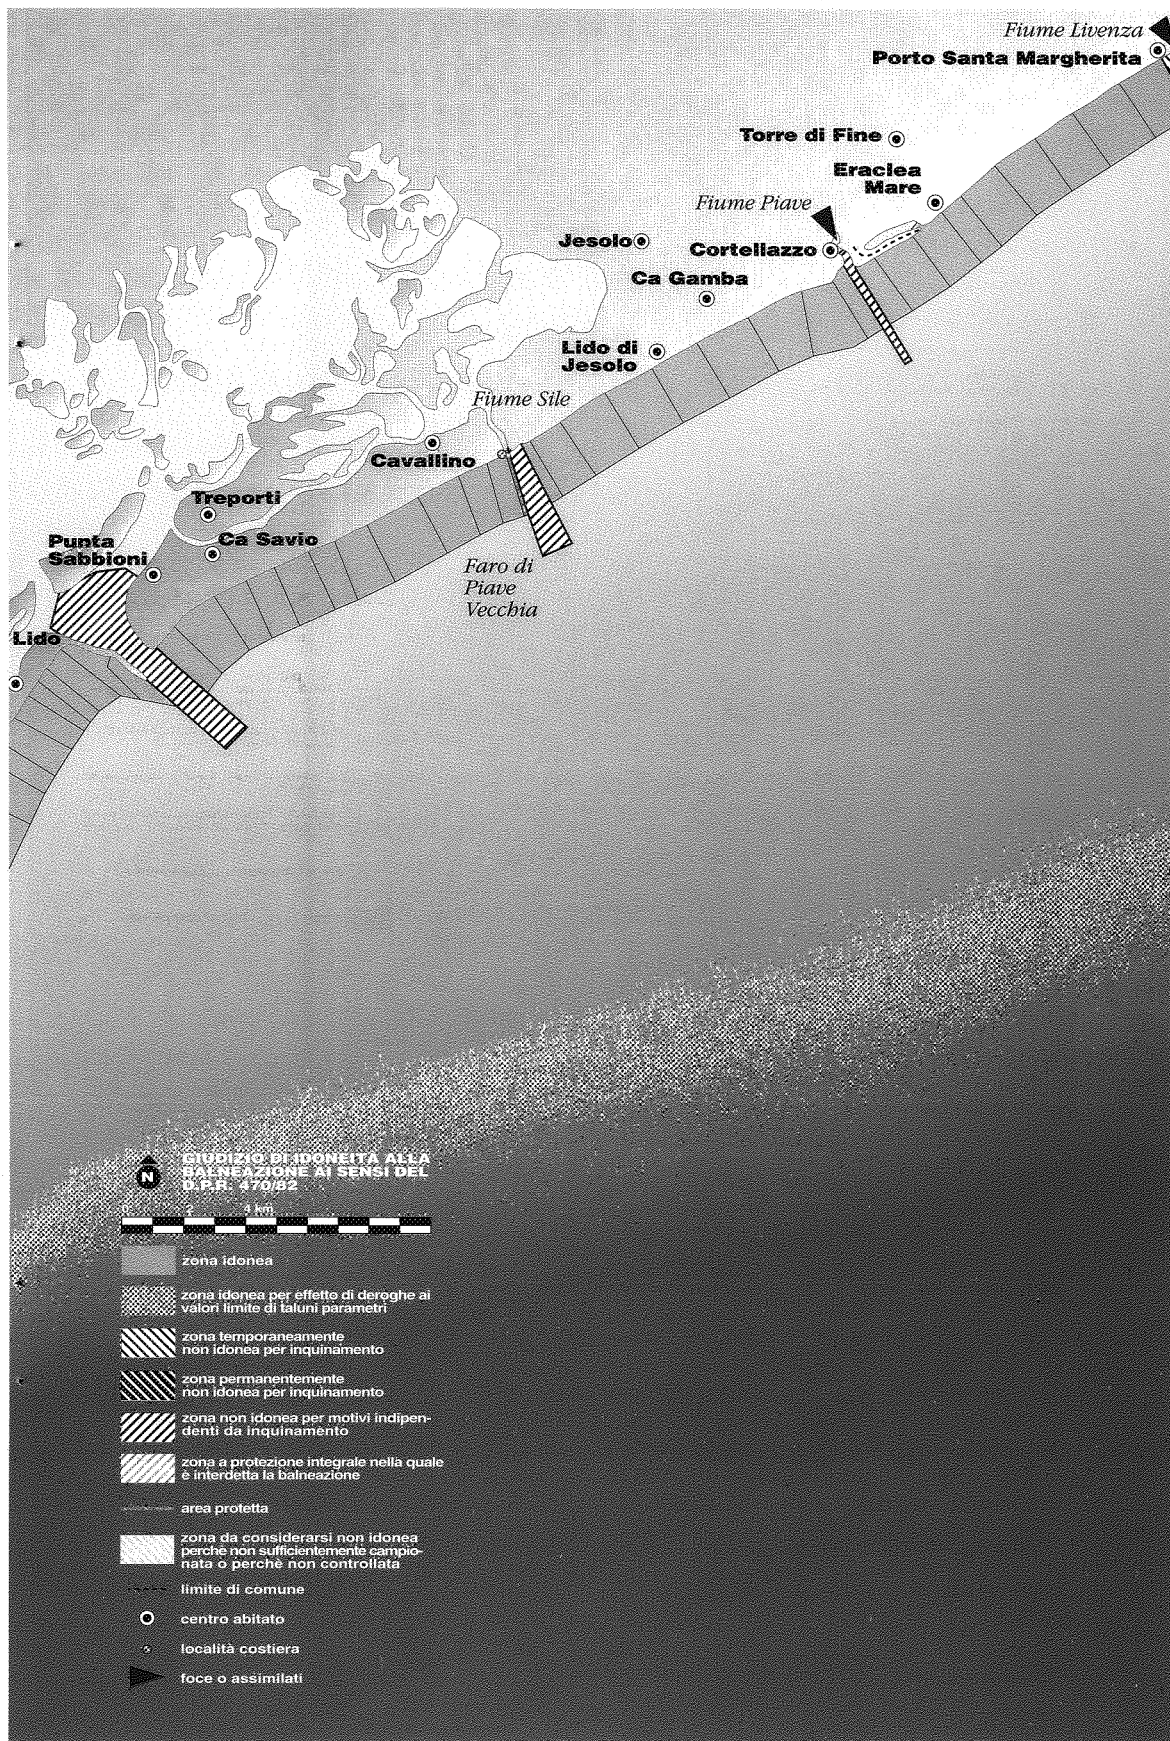 Fiume Livenza
Porto Santa Margherita
Torre di Fine
Eraclea
Mare
Fiume Piave
Jesolo
Cortellazzo
Ca Gamba
Lido di
Jesolo
Fiume Sile
Cavallino
Treporti
Ca Savio
Punta
Sabbioni
Faro di
Piave
Vecchia
Lido
N
GIUDIZIO DI IDONEITÀ ALLA
BALNEAZIONE AI SENSI DEL
D.P.R. 470/82
0 2 4 km
zona idonea
zona idonea per effetto di deroghe ai
valori limite di taluni parametri
zona temporaneamente
non idonea per inquinamento
zona permanentemente
non idonea per inquinamento
zona non idonea per motivi indipen-
denti da inquinamento
zona a protezione integrale nella quale
è interdetta la balneazione
area protetta
zona da considerarsi non idonea
perchè non sufficientemente campio-
nata o perchè non controllata
limite di comune
centro abitato
località costiera
foce o assimilati